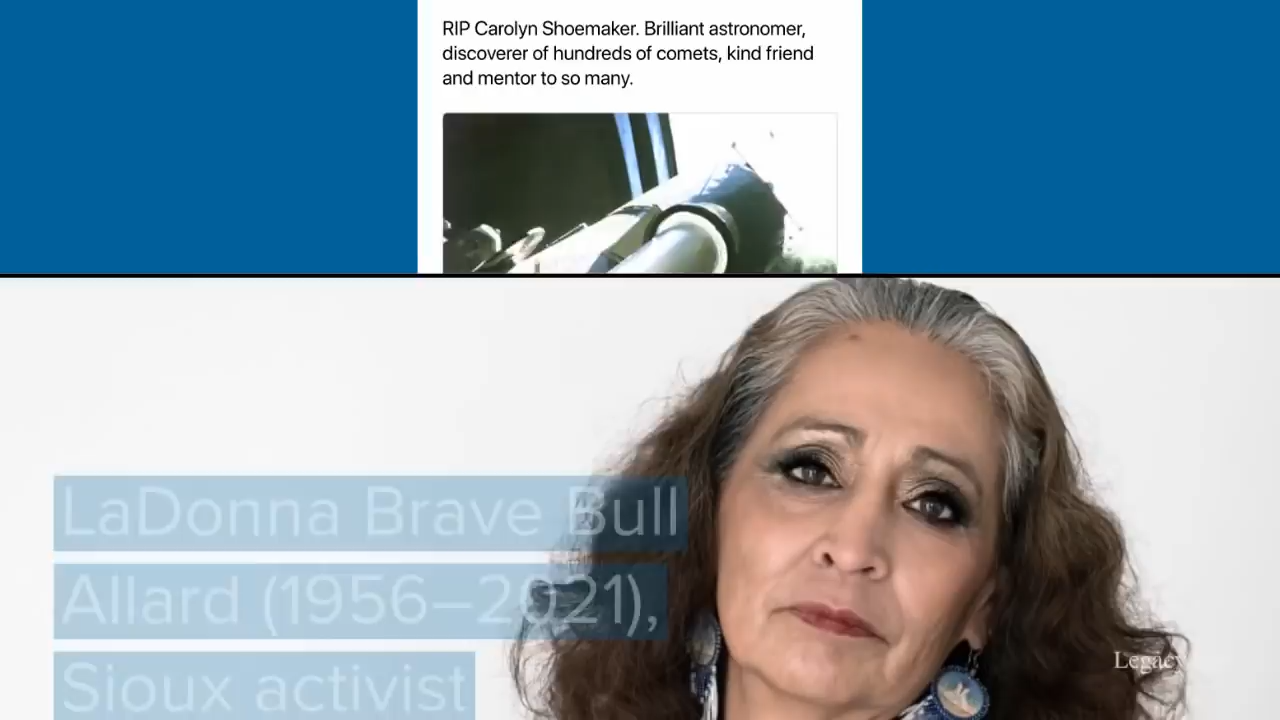 RIP Carolyn Shoemaker. Brilliant astronomer,
discoverer of hundreds of comets, kind friend
and mentor to so many.
LaDonna Brave Bull
Allard (1956–2021),
Sioux activist
Legacy